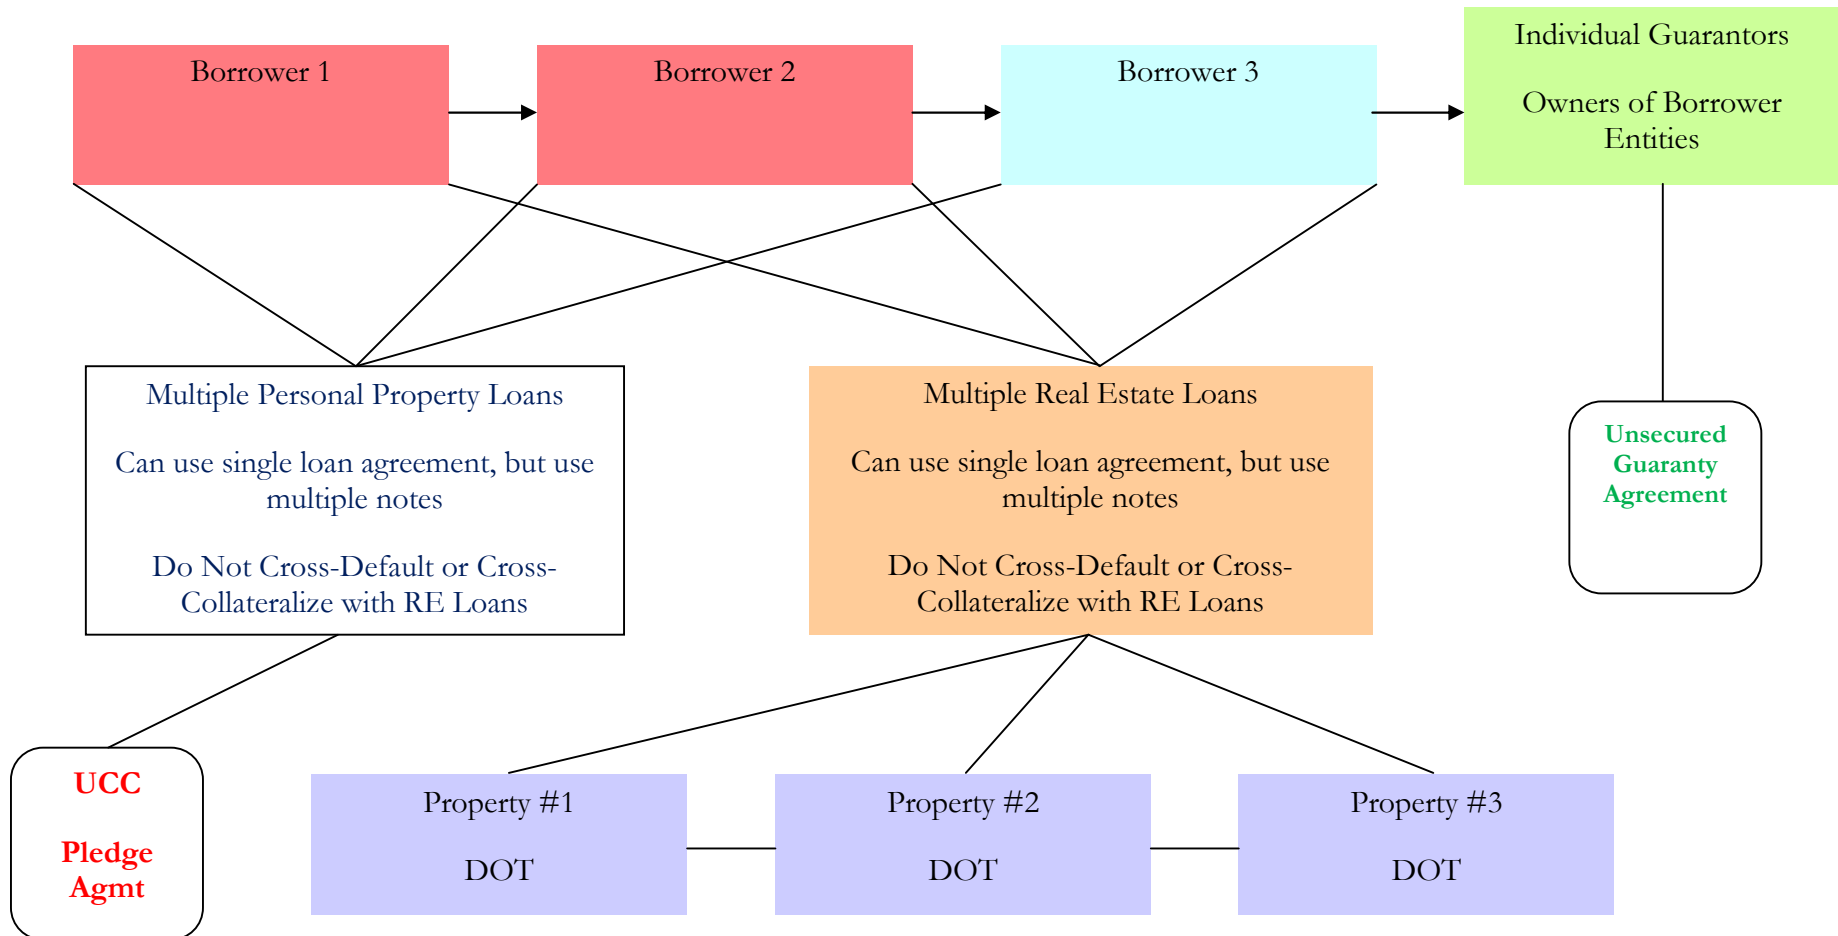 Borrower 1
Borrower 2
Borrower 3
Individual Guarantors
Owners of Borrower
Entities
Multiple Personal Property Loans
Can use single loan agreement, but use
multiple notes
Do Not Cross-Default or Cross-
Collateralize with RE Loans
Multiple Real Estate Loans
Can use single loan agreement, but use
multiple notes
Do Not Cross-Default or Cross-
Collateralize with RE Loans
Unsecured
Guaranty
Agreement
UCC
Pledge
Agmt
Property #1
DOT
Property #2
DOT
Property #3
DOT